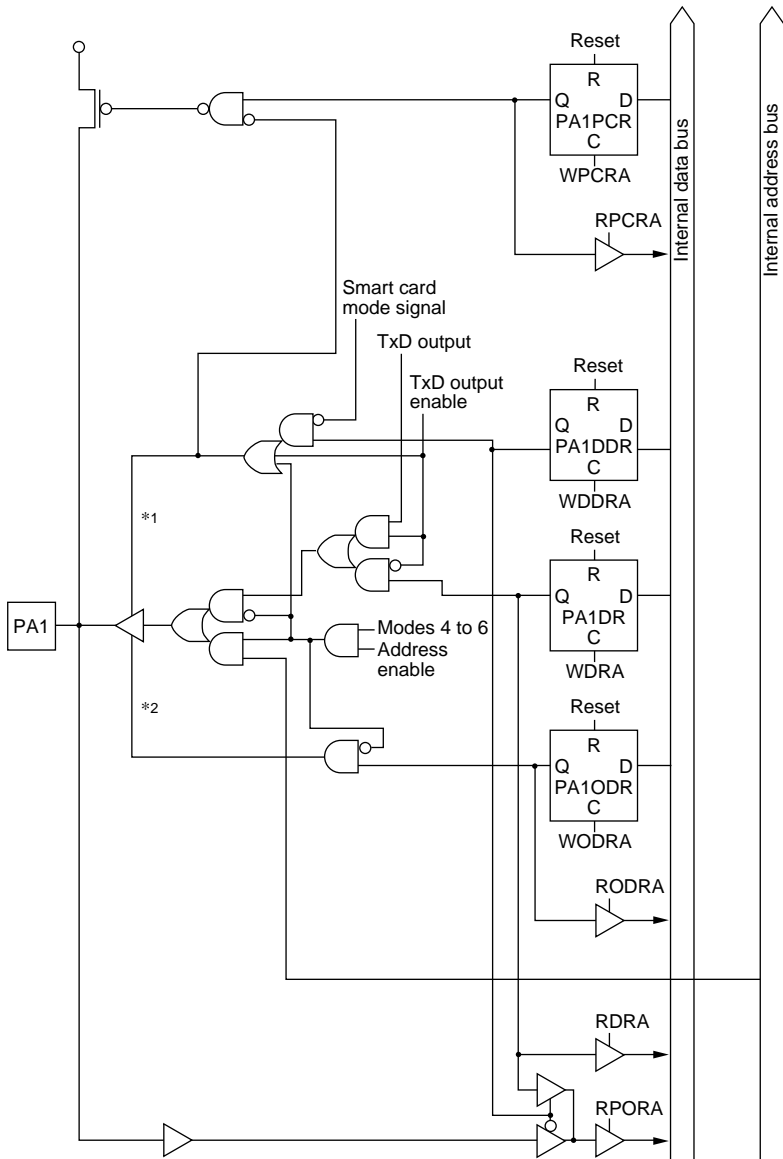 Reset
R
Q D
PA1PCR
C
WPCRA
RPCRA
Internal data bus
Internal address bus
Smart card
mode signal
TxD output
TxD output
enable
Reset
R
Q D
PA1DDR
C
WDDRA
*1
Reset
R
Q D
PA1DR
C
WDRA
PA1
Modes 4 to 6
Address
enable
*2
Reset
R
Q D
PA1ODR
C
WODRA
RODRA
RDRA
RPORA